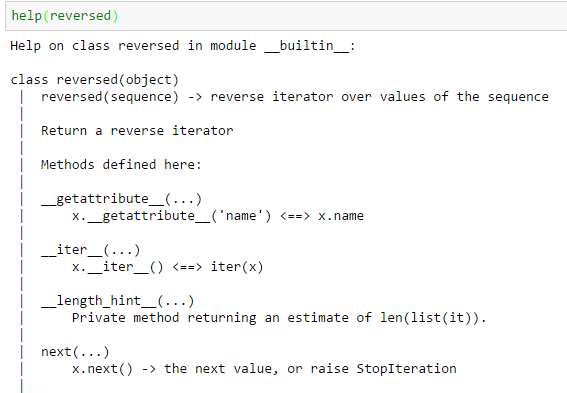 help(reversed)
Help on class reversed in module __builtin__:
class reversed(object)
 |  reversed(sequence) -> reverse iterator over values of the sequence
 |
 |  Return a reverse iterator
 |
 |  Methods defined here:
 |
 |  __getattribute__(...)
 |      x.__getattribute__('name') <==> x.name
 |
 |  __iter__(...)
 |      x.__iter__() <==> iter(x)
 |
 |  __length_hint__(...)
 |      Private method returning an estimate of len(list(it)).
 |
 |  next(...)
 |      x.next() -> the next value, or raise StopIteration
 |